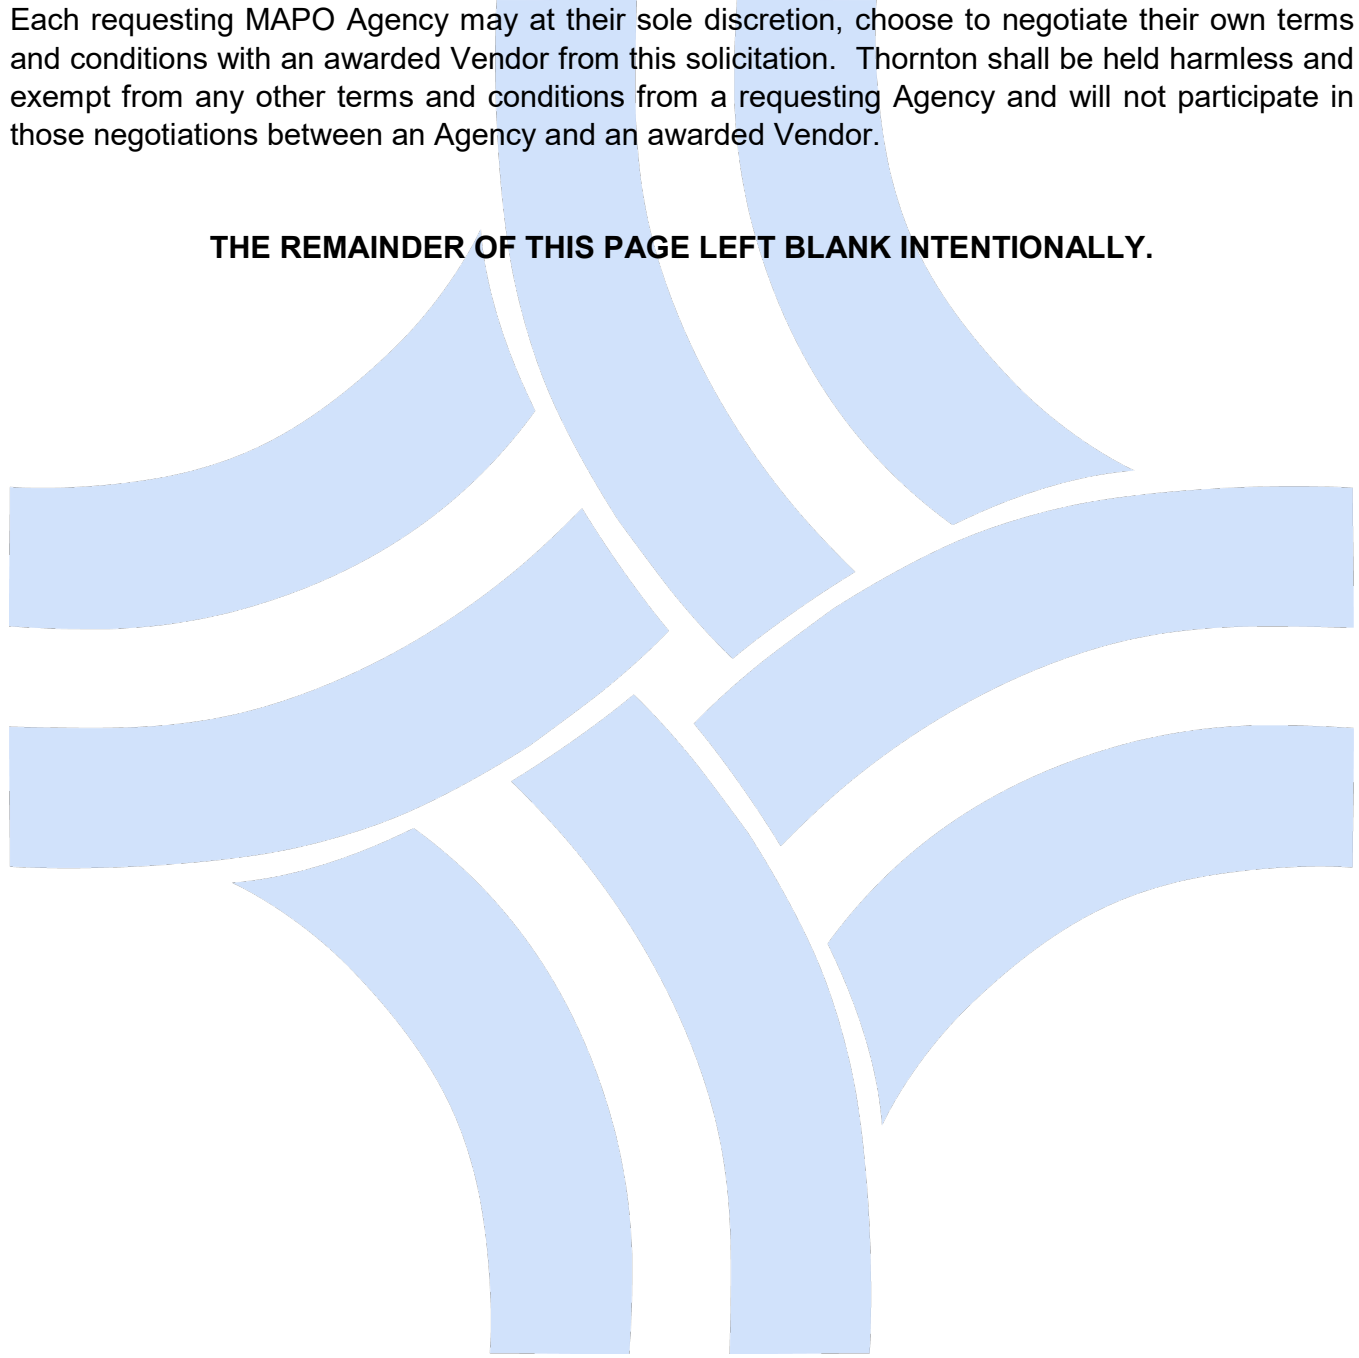 Each requesting MAPO Agency may at their sole discretion, choose to negotiate their own terms
and conditions with an awarded Vendor from this solicitation.  Thornton shall be held harmless and
exempt from any other terms and conditions from a requesting Agency and will not participate in
those negotiations between an Agency and an awarded Vendor.
THE REMAINDER OF THIS PAGE LEFT BLANK INTENTIONALLY.